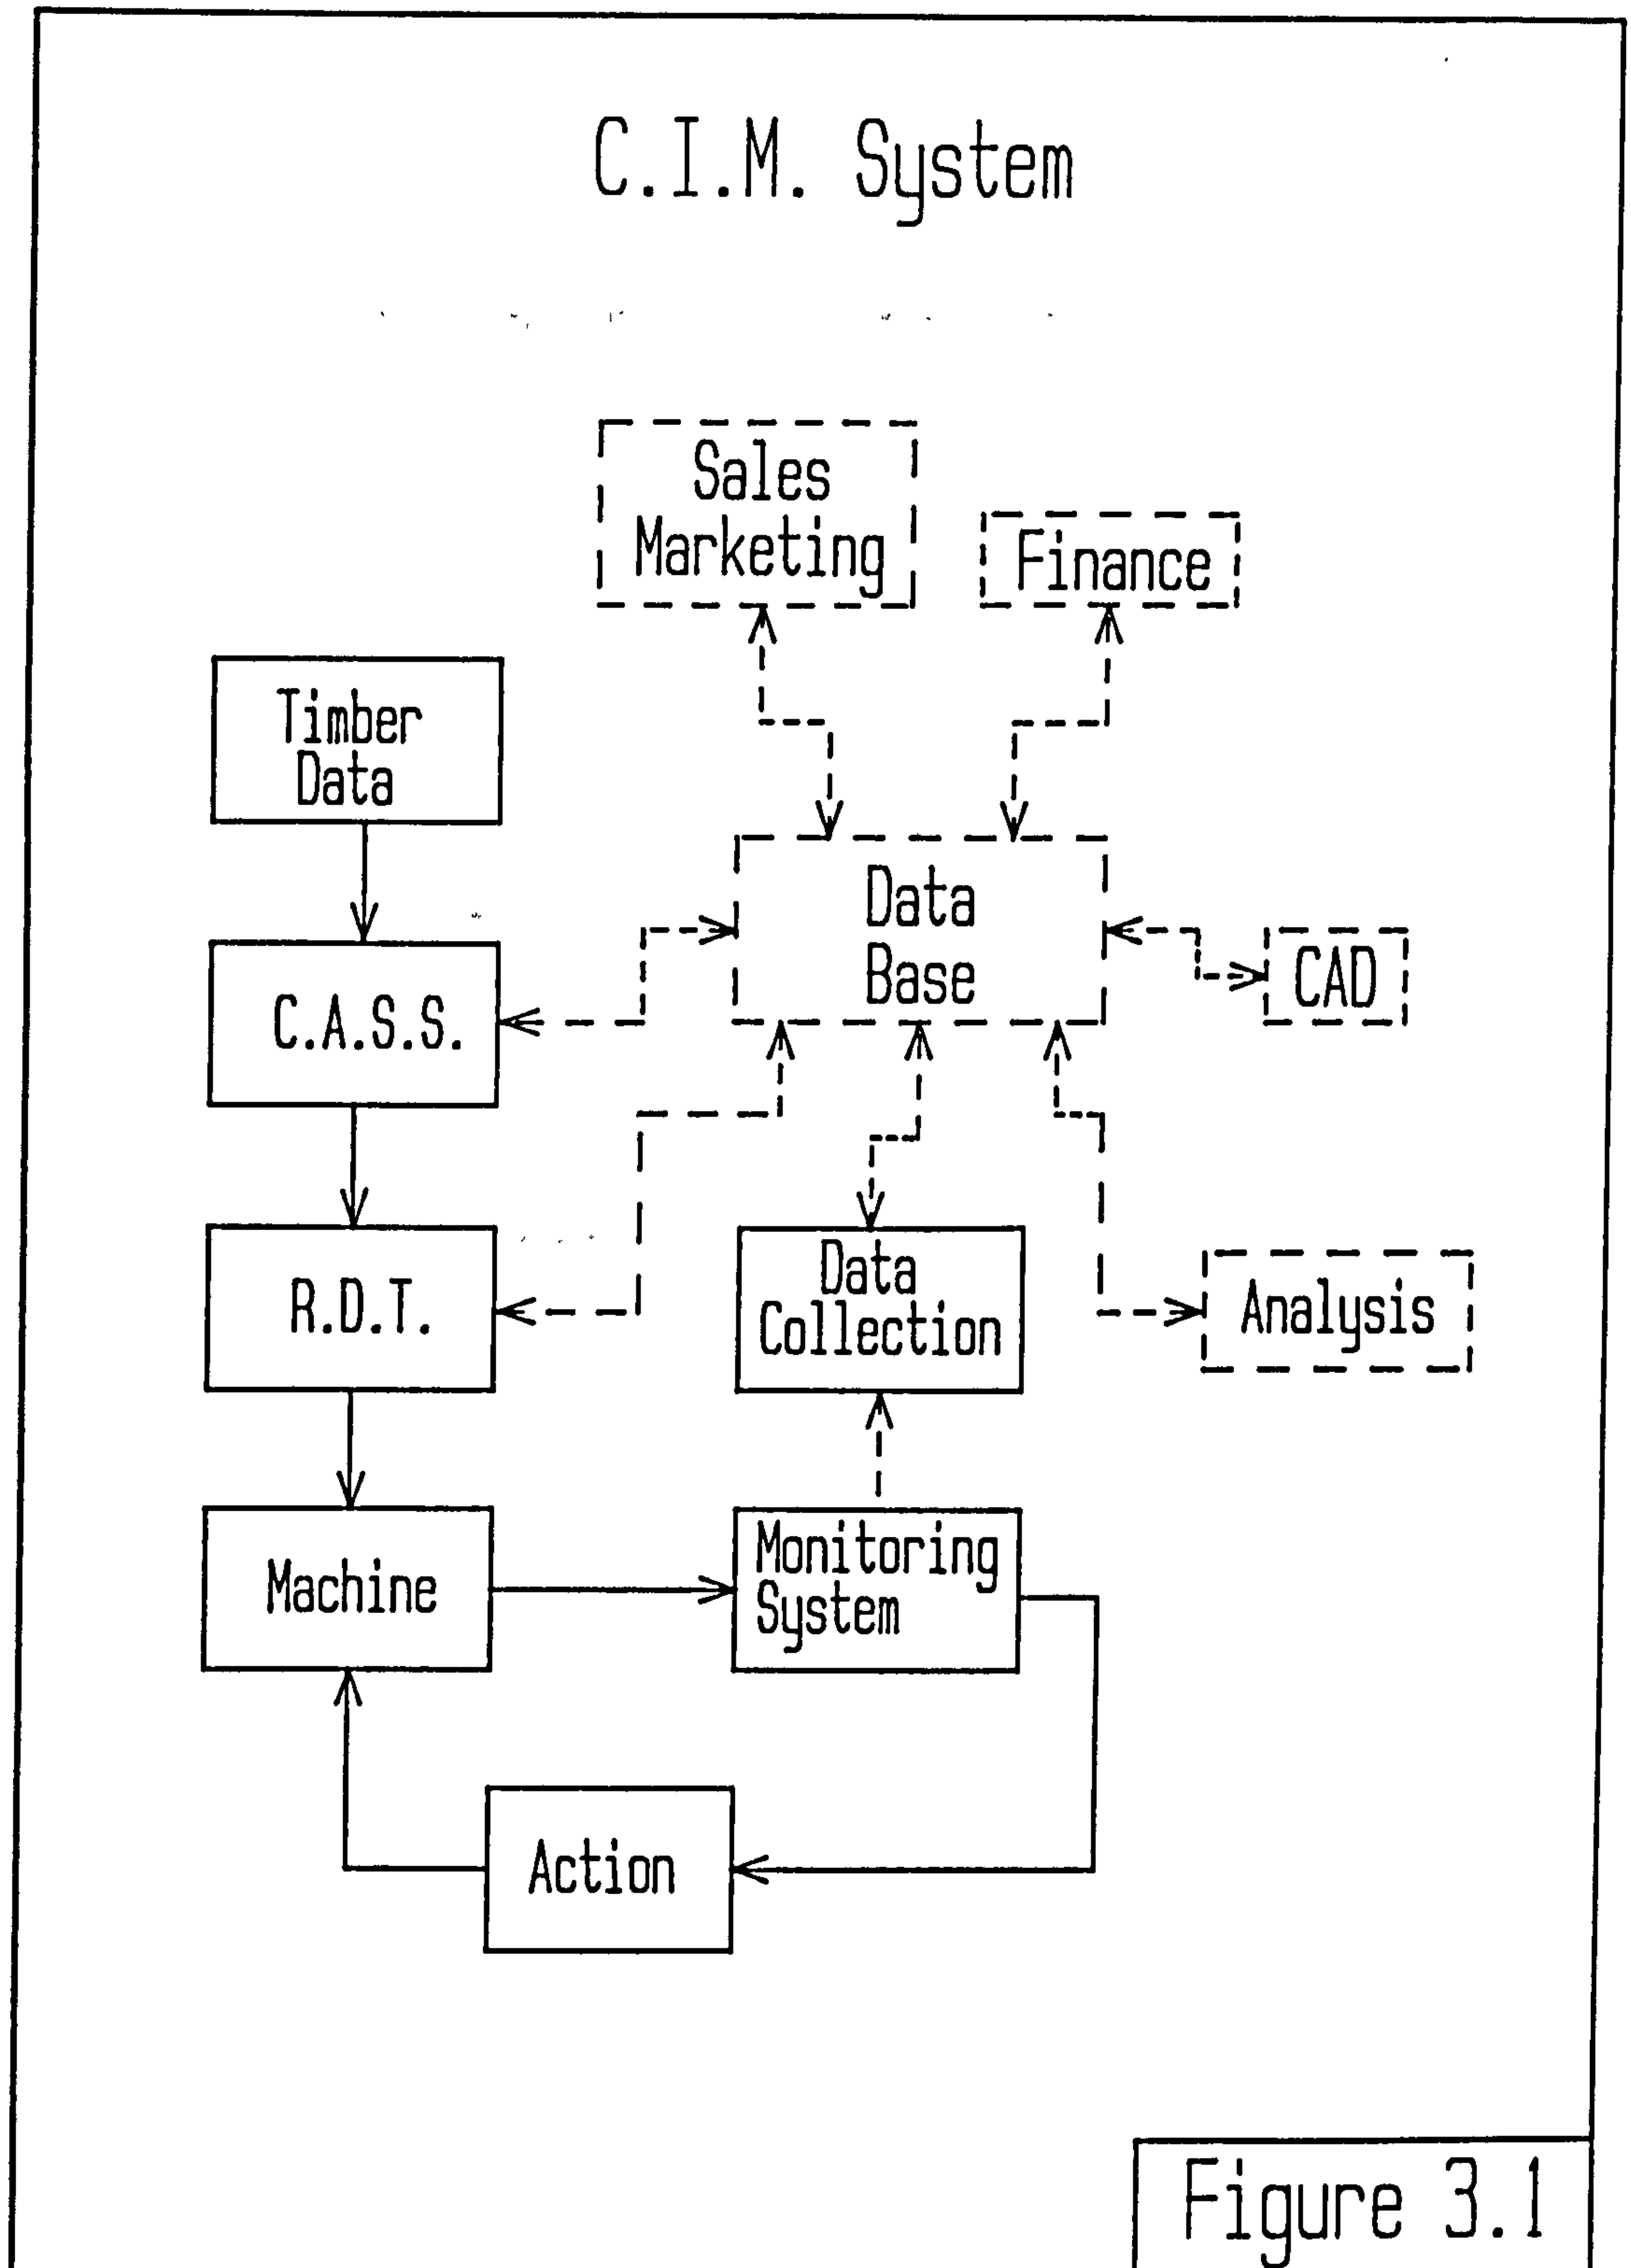 C.I.M. System
Sales
Marketing
Finance
Timber
Data
Data
Base
CAD
C.A.S.S.
R.D.T.
Data
Collection
Analysis
Machine
Monitoring
System
Action
Figure 3.1